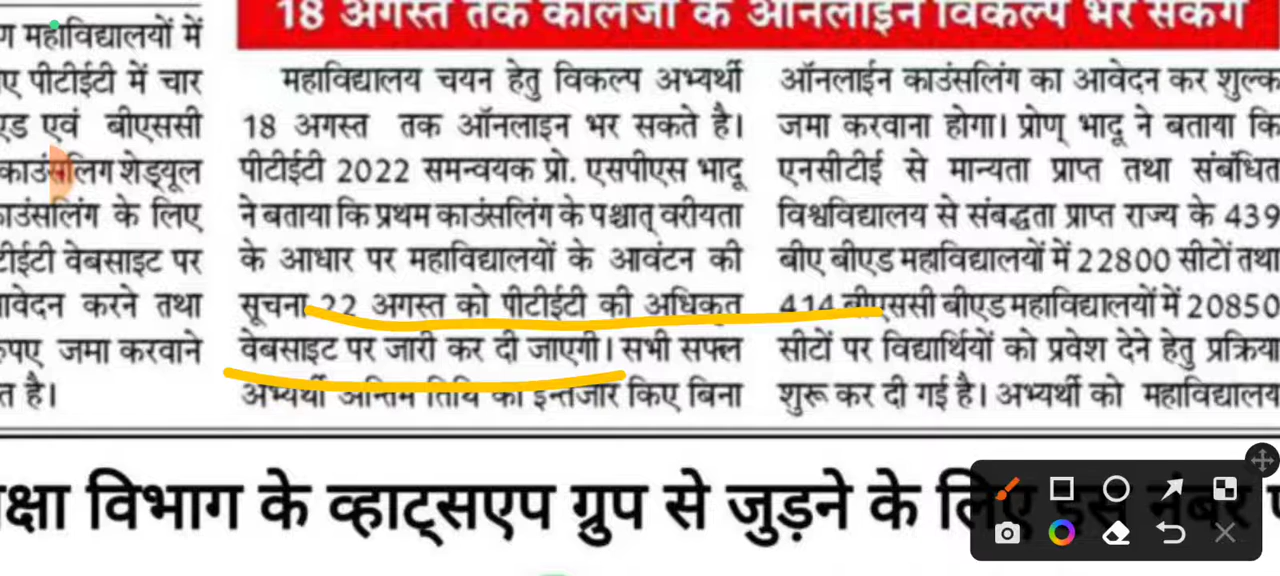 18 अगस्त तक कॉलेजों के ऑनलाइन विकल्प भर सकेंगे
ण महाविद्यालयों में
ए पीटीईटी में चार
एड एवं बीएससी
काउंसलिग शेड्यूल
काउंसलिंग के लिए
टीईटी वेबसाइट पर
आवेदन करने तथा
रुपए जमा करवाने
त है।
महाविद्यालय चयन हेतु विकल्प अभ्यर्थी
18 अगस्त तक ऑनलाइन भर सकते है।
पीटीईटी 2022 समन्वयक प्रो. एसपीएस भादू
ने बताया कि प्रथम काउंसलिंग के पश्चात् वरीयता
के आधार पर महाविद्यालयों के आवंटन की
सूचना 22 अगस्त को पीटीईटी की अधिकृत
वेबसाइट पर जारी कर दी जाएगी। सभी सफ्ल
अभ्यर्थी अन्तिम तिथि का इन्तजार किए बिना
ऑनलाईन काउंसलिंग का आवेदन कर शुल्क
जमा करवाना होगा। प्रोण् भादू ने बताया कि
एनसीटीई से मान्यता प्राप्त तथा संबंधित
विश्वविद्यालय से संबद्धता प्राप्त राज्य के 439
बीए बीएड महाविद्यालयों में 22800 सीटों तथा
414 बीएससी बीएड महाविद्यालयों में 20850
सीटों पर विद्यार्थियों को प्रवेश देने हेतु प्रक्रिया
शुरू कर दी गई है। अभ्यर्थी को महाविद्यालय
क्षा विभाग के व्हाट्सएप ग्रुप से जुड़ने के लिए इस नंबर प